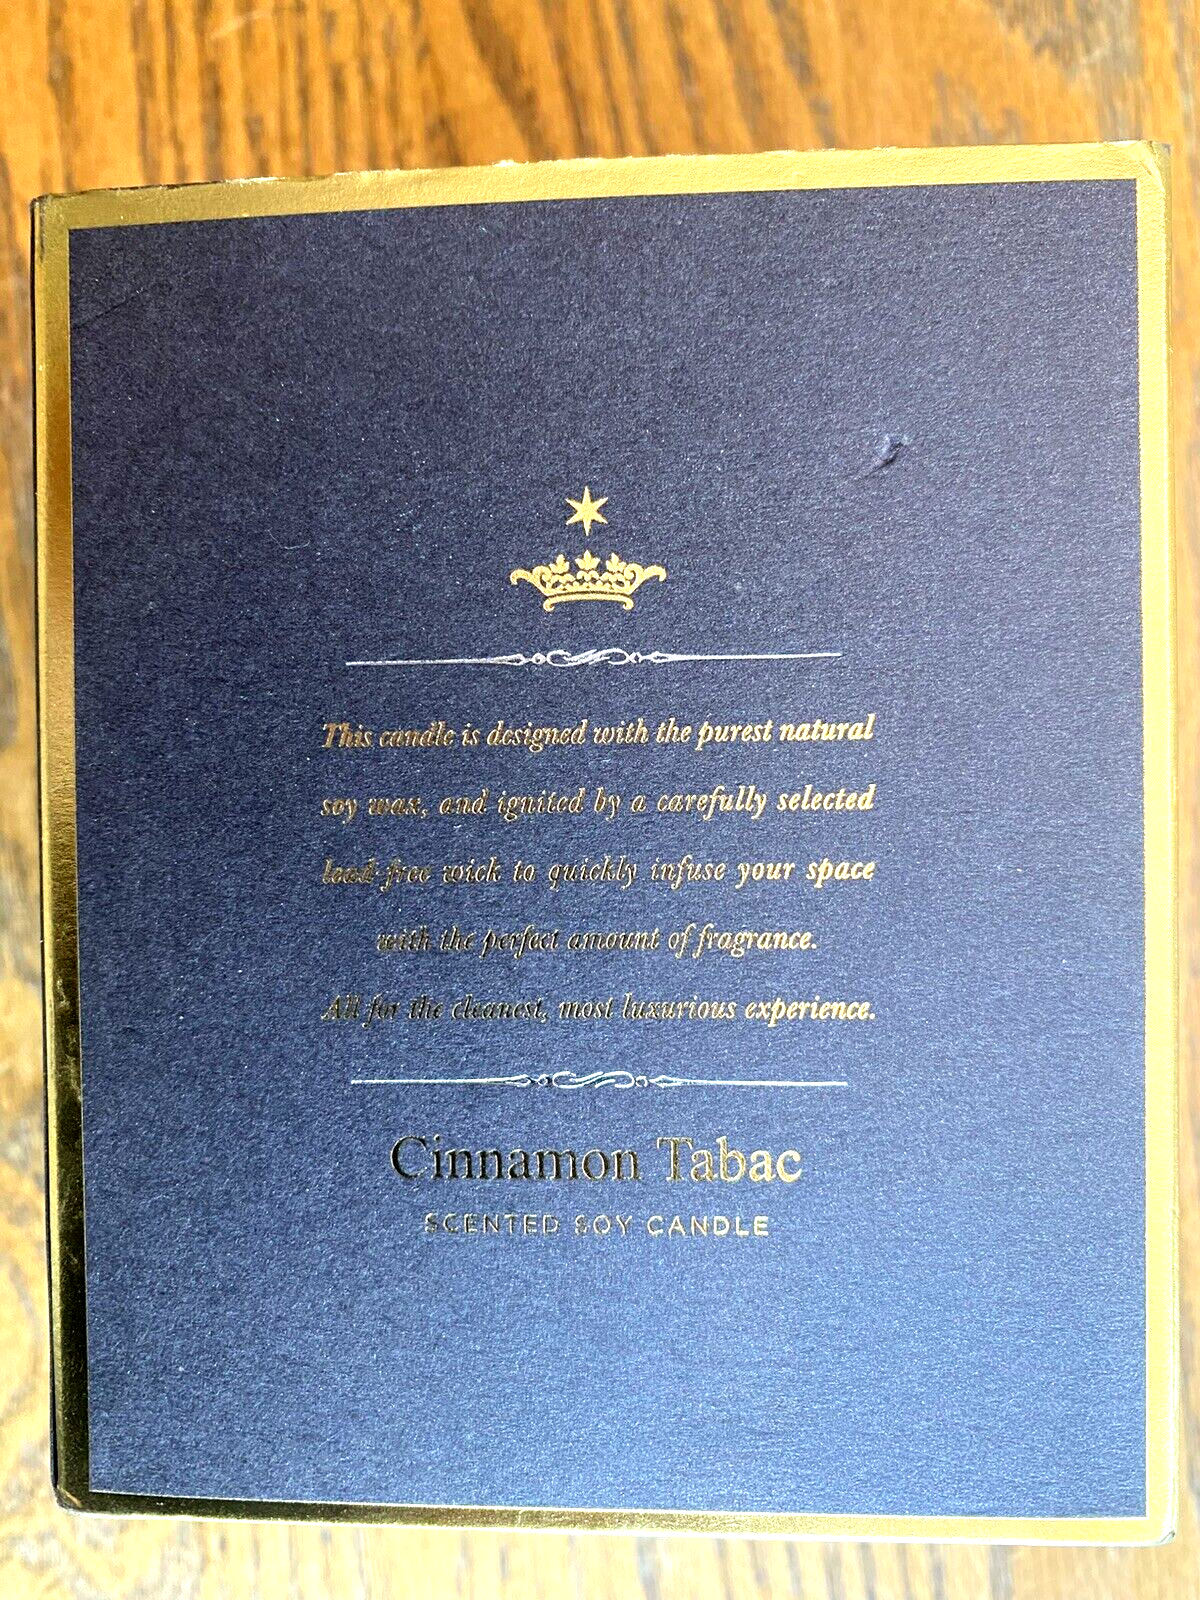 This candle is designed with the purest natural
soy wax, and ignited by a carefully selected
lead-free wick to quickly infuse your space
with the perfect amount of fragrance.
All for the cleanest, most luxurious experience.
Cinnamon Tabac
SCENTED SOY CANDLE